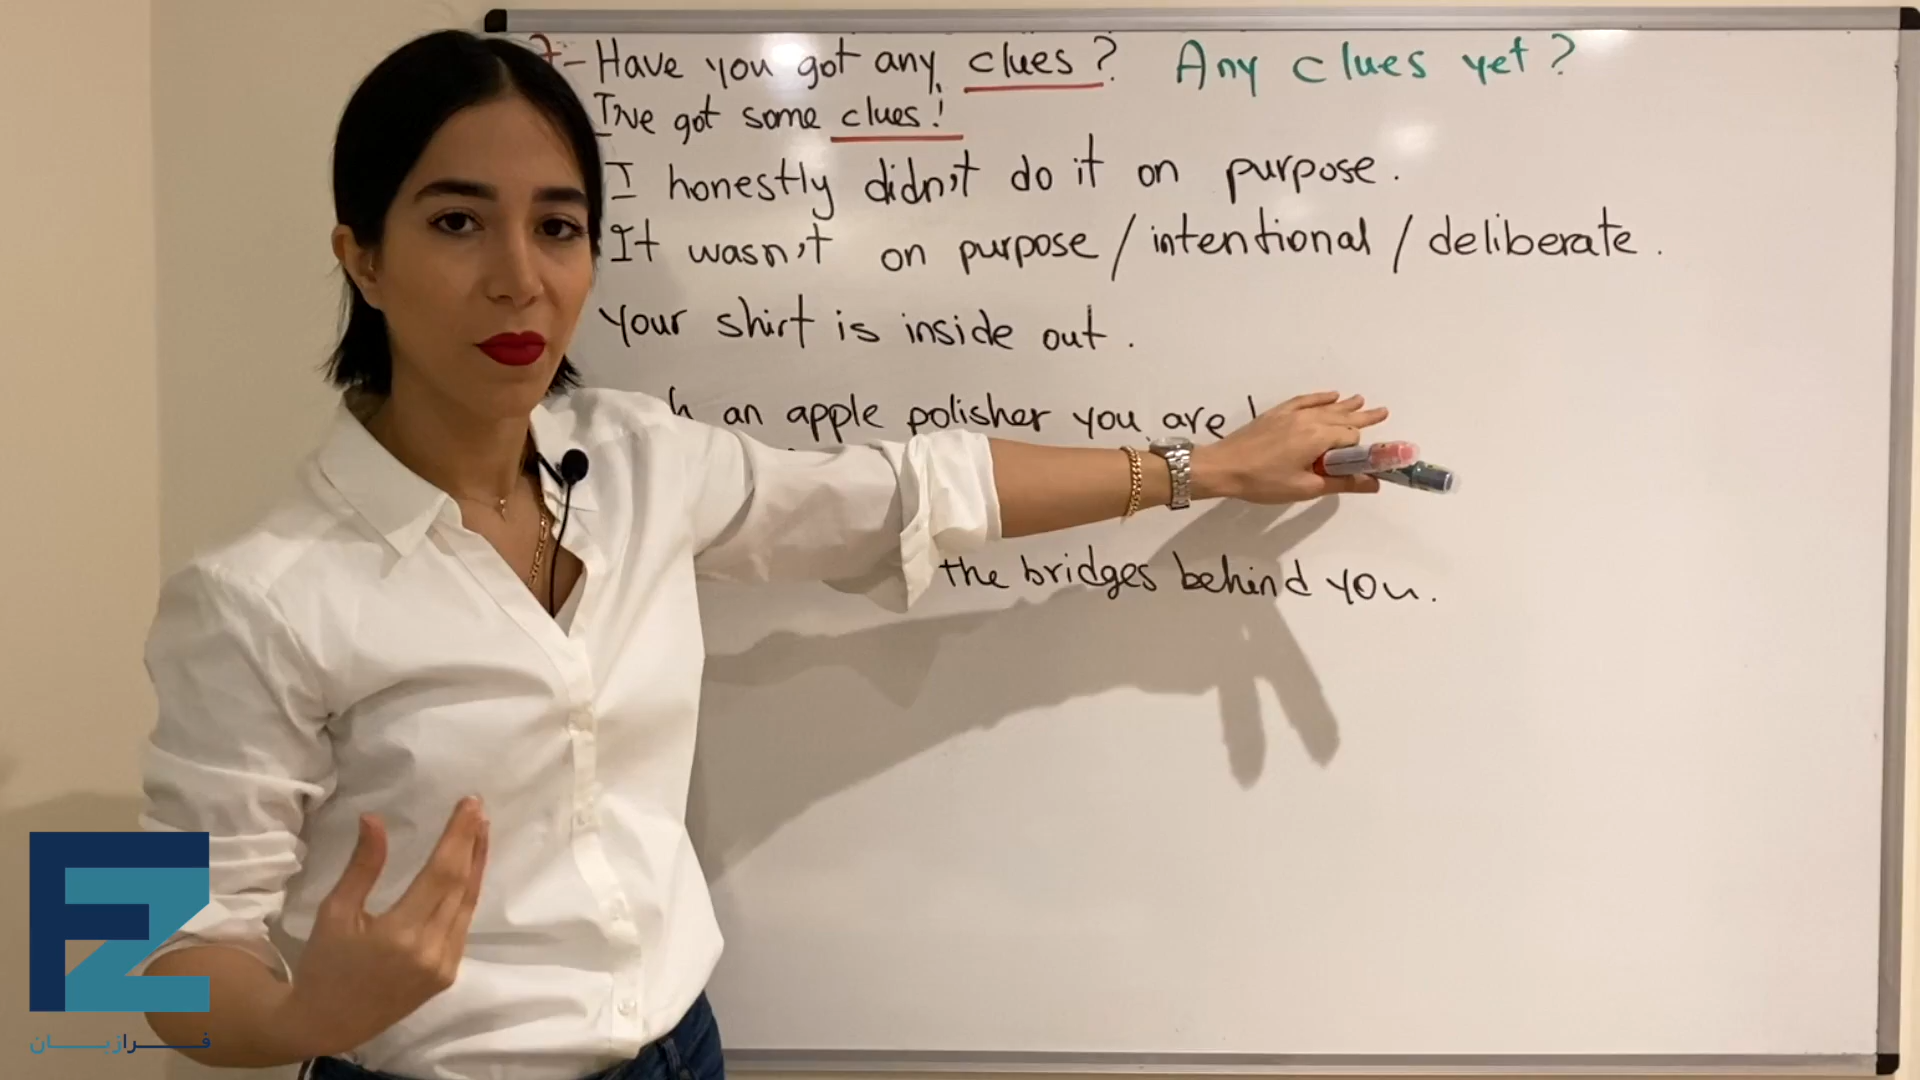 7- Have you got any clues? Any clues yet?
I've got some clues!
I honestly didn't do it on purpose.
It wasn't on purpose / intentional / deliberate.
Your shirt is inside out.
an apple polisher you are!
the bridges behind you.
FZ
فرازبان